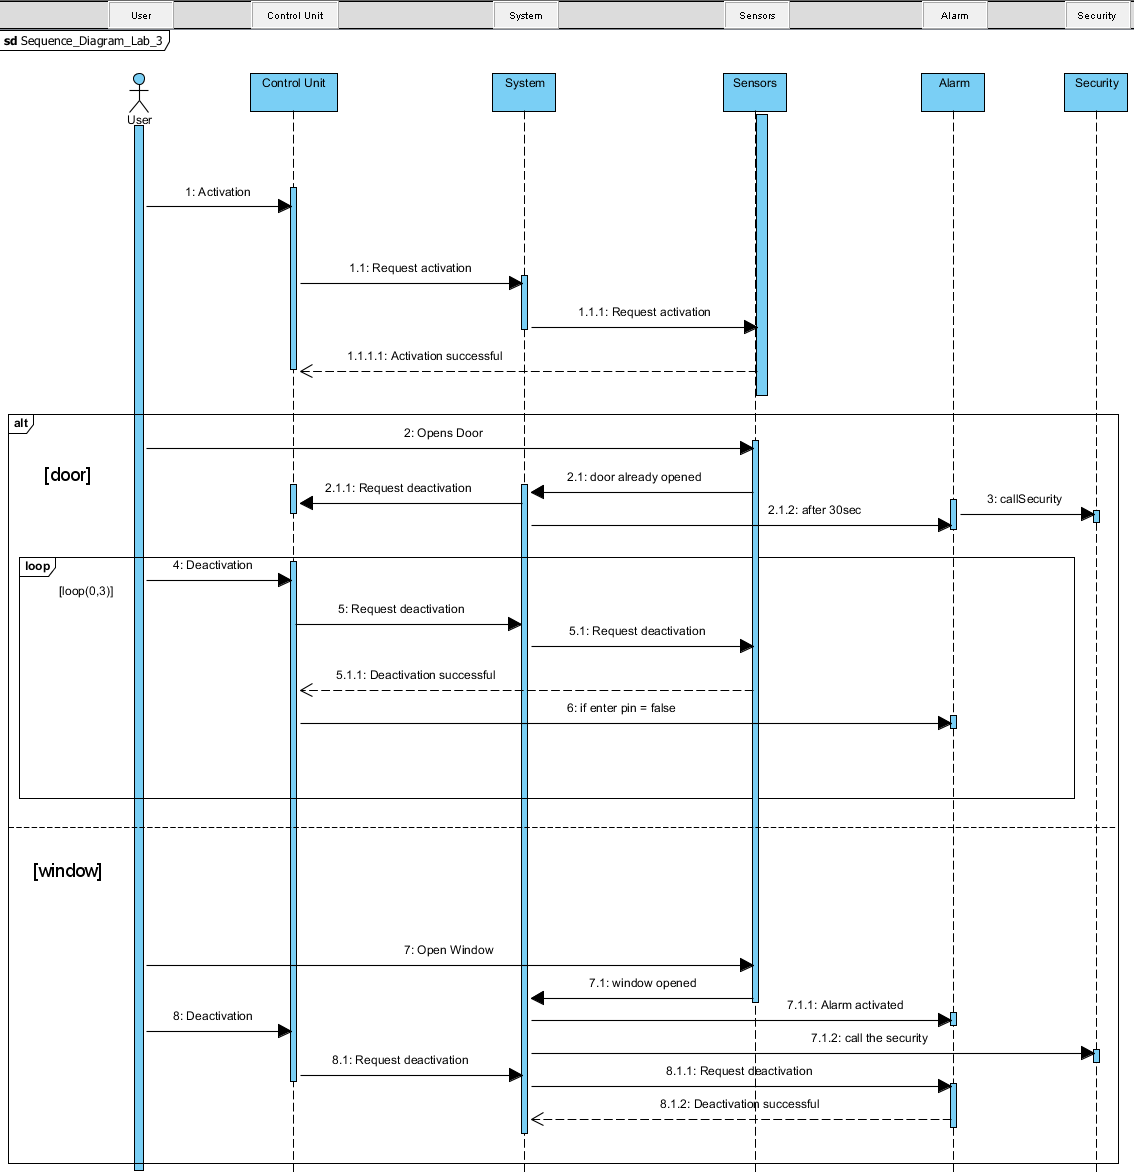 User
Control Unit
System
Sensors
Alarm
Security
sd Sequence_Diagram_Lab_3
Control Unit
System
Sensors
Alarm
Security
User
1: Activation
1.1: Request activation
1.1.1: Request activation
1.1.1.1: Activation successful
alt
2: Opens Door
[door]
2.1: door already opened
2.1.1: Request deactivation
3: callSecurity
2.1.2: after 30sec
loop
4: Deactivation
[loop(0,3)]
5: Request deactivation
5.1: Request deactivation
5.1.1: Deactivation successful
6: if enter pin = false
[window]
7: Open Window
7.1: window opened
7.1.1: Alarm activated
8: Deactivation
7.1.2: call the security
8.1: Request deactivation
8.1.1: Request deactivation
8.1.2: Deactivation successful